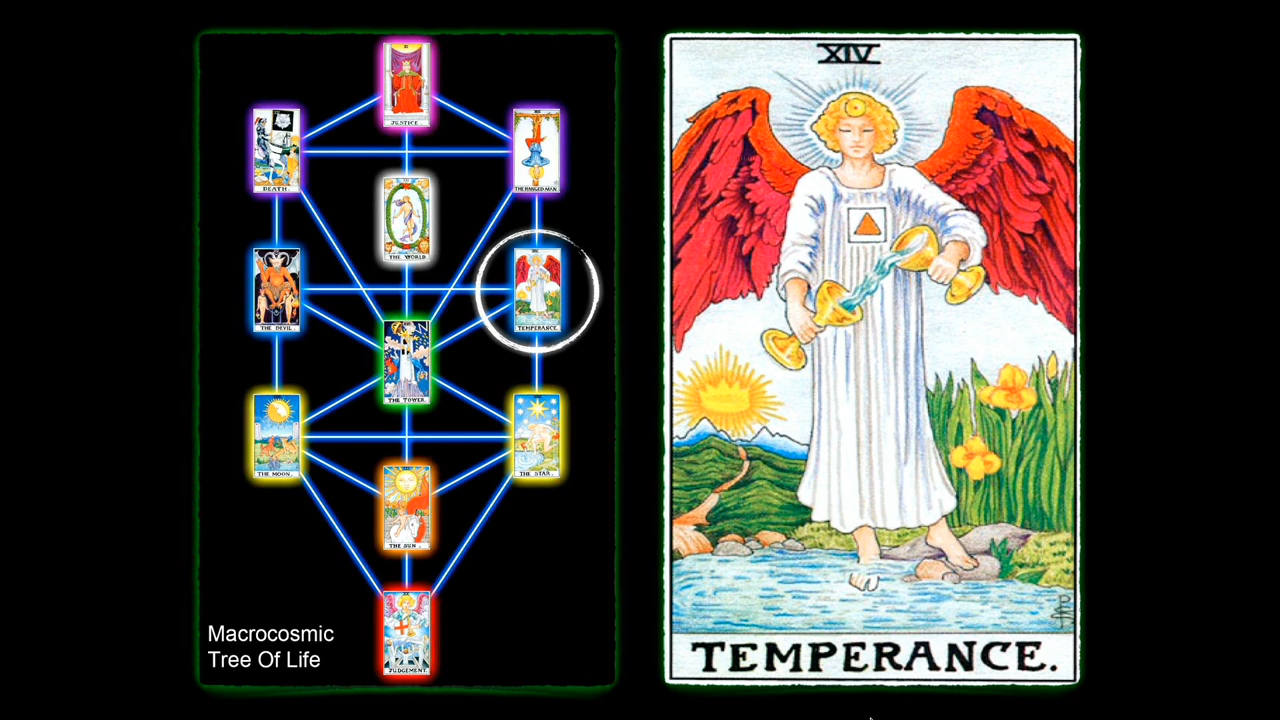 JUSTICE
DEATH.
THE HANGED MAN.
THE WORLD
THE DEVIL.
TEMPERANCE.
THE TOWER.
THE MOON.
THE STAR.
THE SUN.
JUDGEMENT.
Macrocosmic
Tree Of Life
XIV
TEMPERANCE.